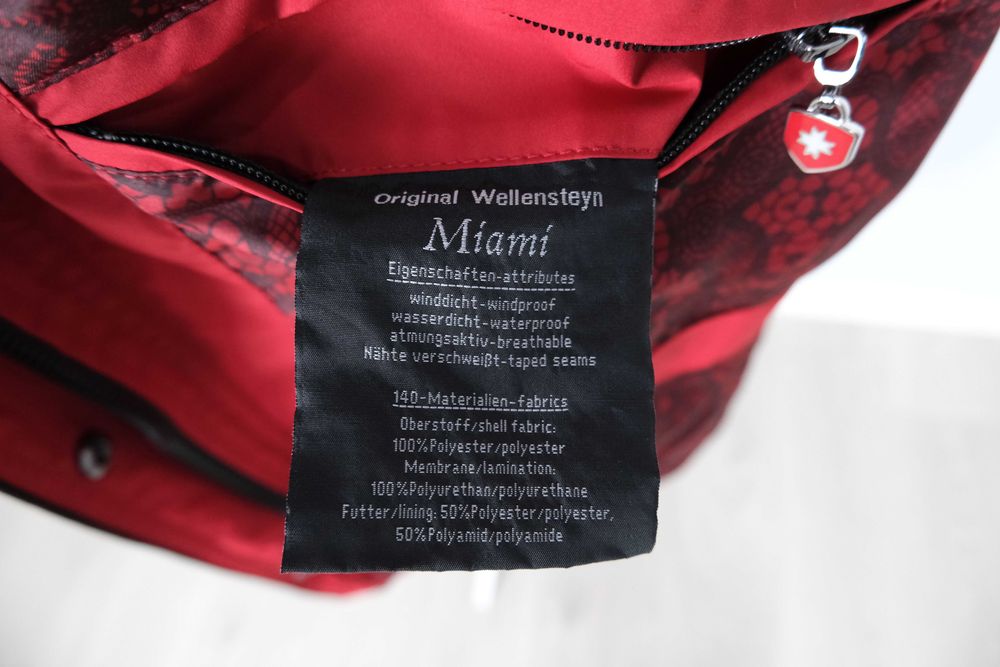 Original Wellensteyn
Miami
Eigenschaften-attributes
winddicht-windproof
wasserdicht-waterproof
atmungsaktiv-breathable
Nähte verschweißt-taped seams
140-Materialien-fabrics
Oberstoff/shell fabric:
100%Polyester/polyester
Membrane/lamination:
100%Polyurethan/polyurethane
Futter/lining: 50%Polyester/polyester,
50%Polyamid/polyamide